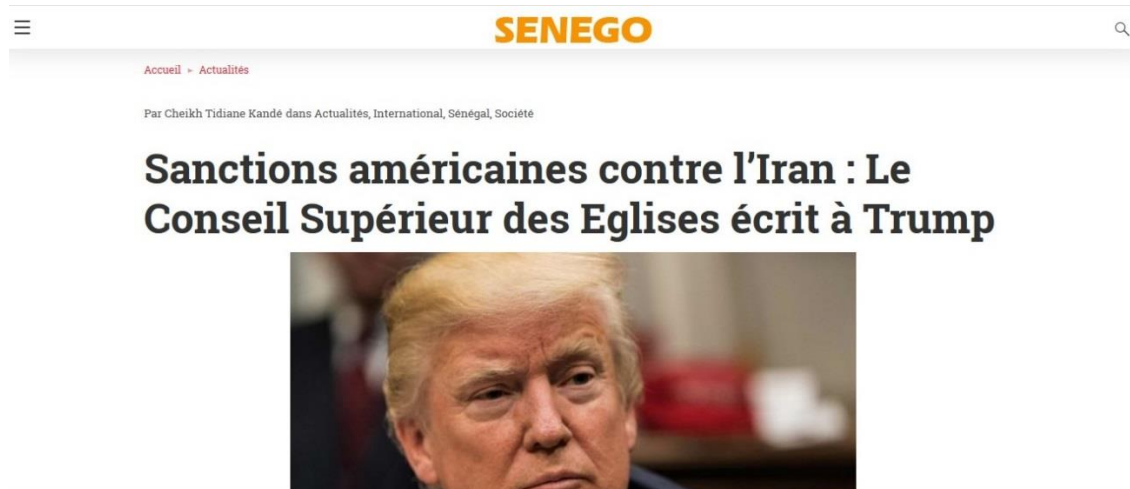 SENEGO
Accueil ► Actualités
Par Cheikh Tidiane Kandé dans Actualités, International, Sénégal, Société
Sanctions américaines contre l’Iran : Le
Conseil Supérieur des Eglises écrit à Trump